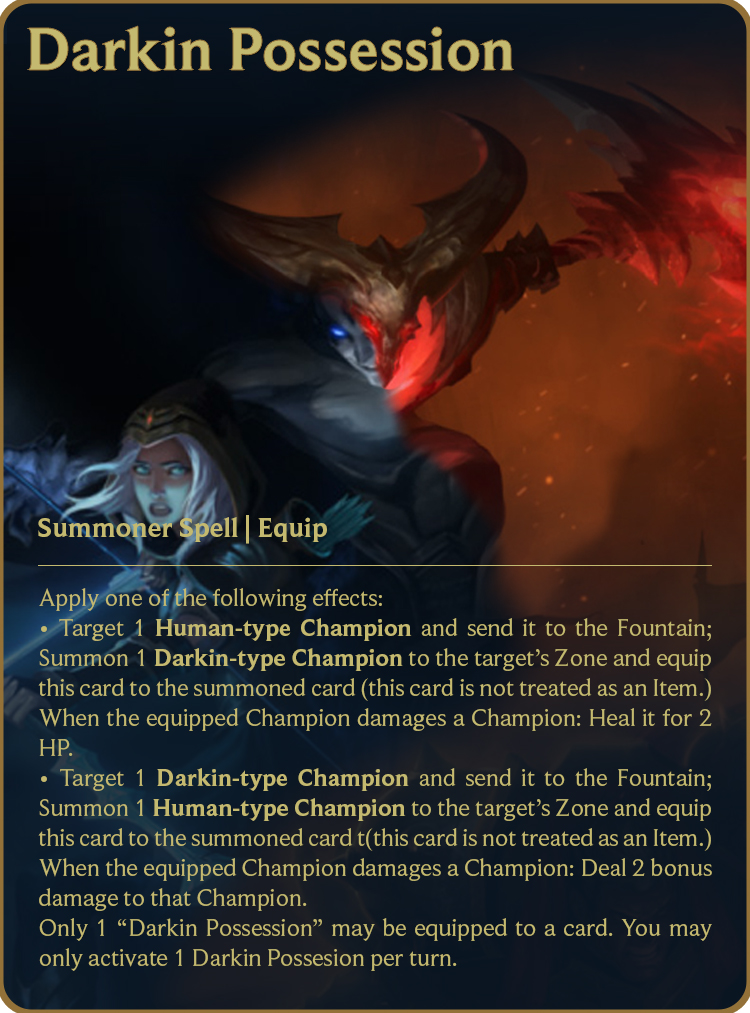 Darkin Possession
Summoner Spell | Equip
Apply one of the following effects:
• Target 1 Human-type Champion and send it to the Fountain;
Summon 1 Darkin-type Champion to the target's Zone and equip
this card to the summoned card (this card is not treated as an Item.)
When the equipped Champion damages a Champion: Heal it for 2
HP.
• Target 1 Darkin-type Champion and send it to the Fountain;
Summon 1 Human-type Champion to the target's Zone and equip
this card to the summoned card t(this card is not treated as an Item.)
When the equipped Champion damages a Champion: Deal 2 bonus
damage to that Champion.
Only 1 “Darkin Possession” may be equipped to a card. You may
only activate 1 Darkin Possesion per turn.